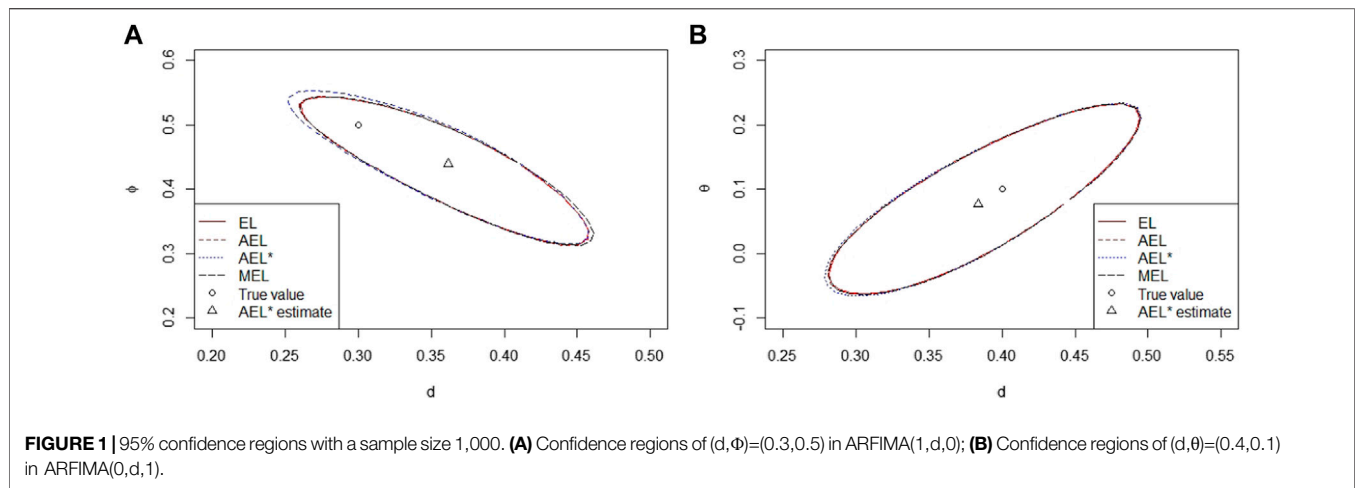 A
0.6
0.5
0.4
0.3
0.2
ϕ
EL
AEL
AEL*
MEL
True value
AEL* estimate
0.20 0.25 0.30 0.35 0.40 0.45 0.50
d
B
0.3
0.2
0.1
0.0
-0.1
θ
EL
AEL
AEL*
MEL
True value
AEL* estimate
0.25 0.30 0.35 0.40 0.45 0.50 0.55
d
FIGURE 1 | 95% confidence regions with a sample size 1,000. (A) Confidence regions of (d,Φ)=(0.3,0.5) in ARFIMA(1,d,0); (B) Confidence regions of (d,θ)=(0.4,0.1)
in ARFIMA(0,d,1).